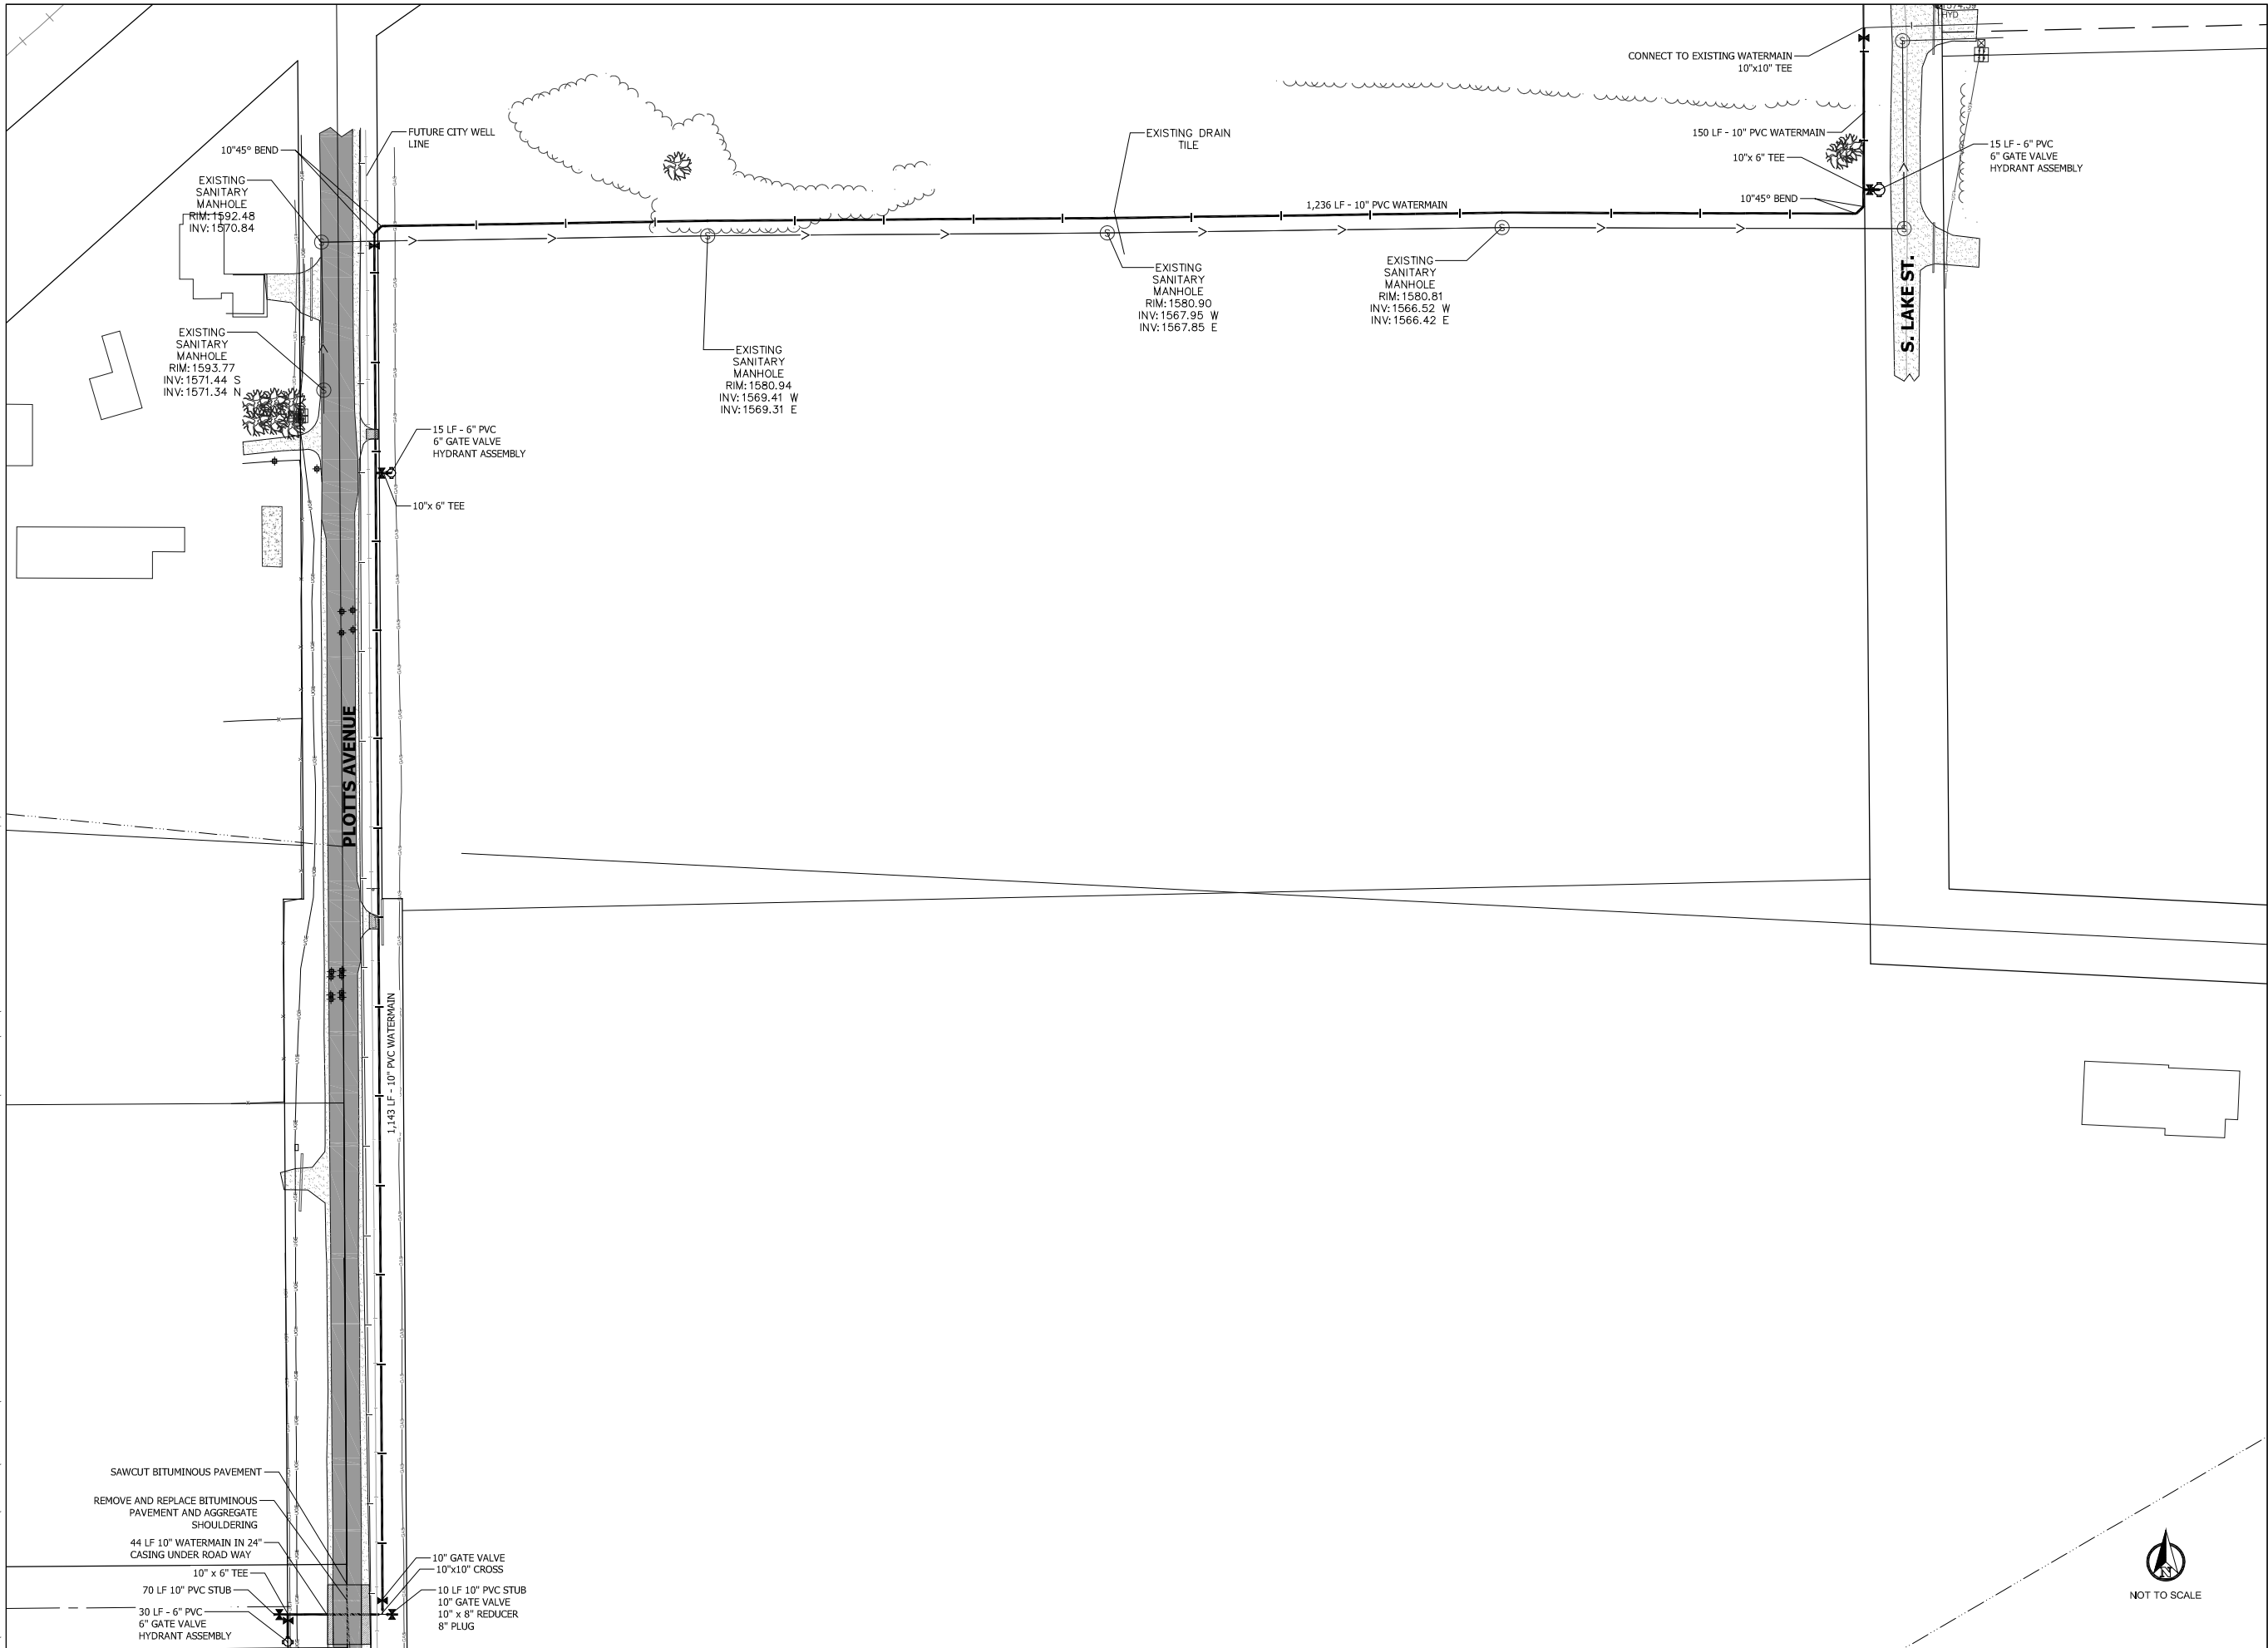 HYD
CONNECT TO EXISTING WATERMAIN
10"x10" TEE
FUTURE CITY WELL
LINE
EXISTING DRAIN
TILE
150 LF - 10" PVC WATERMAIN
10"x 6" TEE
15 LF - 6" PVC
6" GATE VALVE
HYDRANT ASSEMBLY
10"45° BEND
EXISTING
SANITARY
MANHOLE
RIM:1592.48
INV:1570.84
1,236 LF - 10" PVC WATERMAIN
10"45° BEND
EXISTING
SANITARY
MANHOLE
RIM:1580.90
INV:1567.95 W
INV:1567.85 E
EXISTING
SANITARY
MANHOLE
RIM:1580.81
INV:1566.52 W
INV:1566.42 E
S. LAKE ST.
EXISTING
SANITARY
MANHOLE
RIM:1593.77
INV:1571.44 S
INV:1571.34 N
EXISTING
SANITARY
MANHOLE
RIM:1580.94
INV:1569.41 W
INV:1569.31 E
15 LF - 6" PVC
6" GATE VALVE
HYDRANT ASSEMBLY
10"x 6" TEE
PLOTTS AVENUE
1,143 LF - 10" PVC WATERMAIN
SAWCUT BITUMINOUS PAVEMENT
REMOVE AND REPLACE BITUMINOUS
PAVEMENT AND AGGREGATE
SHOULDERING
44 LF 10" WATERMAIN IN 24"
CASING UNDER ROAD WAY
10" x 6" TEE
70 LF 10" PVC STUB
30 LF - 6" PVC
6" GATE VALVE
HYDRANT ASSEMBLY
10" GATE VALVE
10"x10" CROSS
10 LF 10" PVC STUB
10" GATE VALVE
10" x 8" REDUCER
8" PLUG
N
NOT TO SCALE